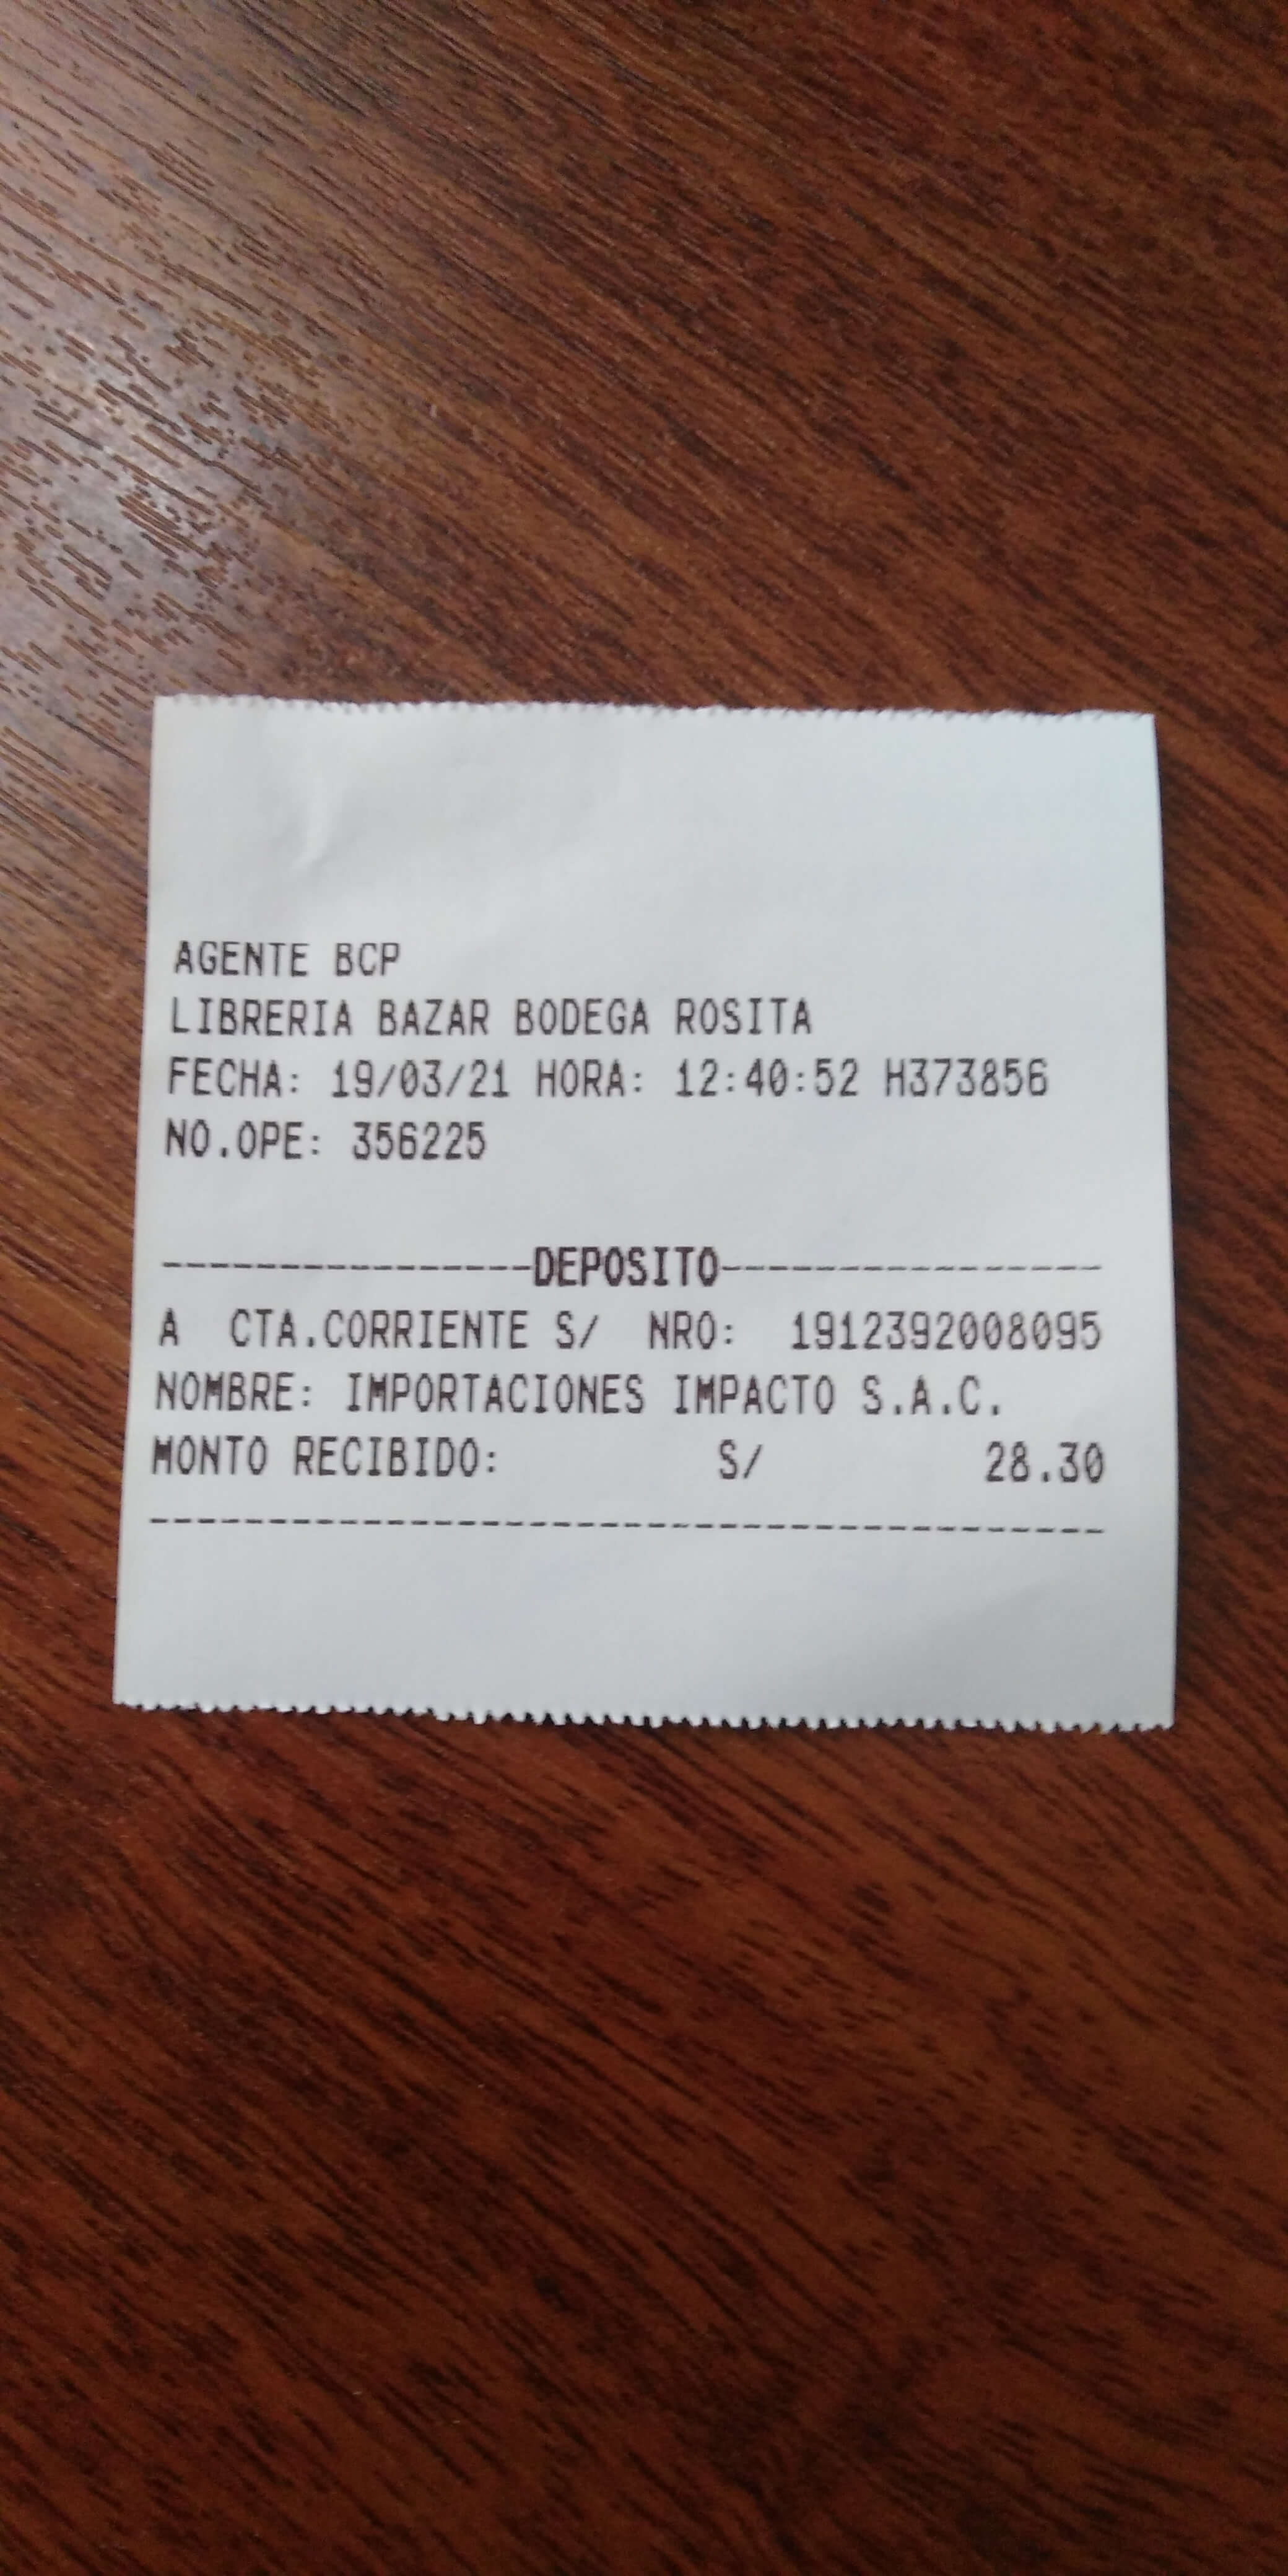 AGENTE BCP
LIBRERIA BAZAR BODEGA ROSITA
FECHA: 19/03/21 HORA: 12:40:52 H373856
NO.OPE: 356225
----------------DEPOSITO----------------
A  CTA.CORRIENTE S/  NRO:  1912392008095
NOMBRE: IMPORTACIONES IMPACTO S.A.C.
MONTO RECIBIDO: S/ 28.30